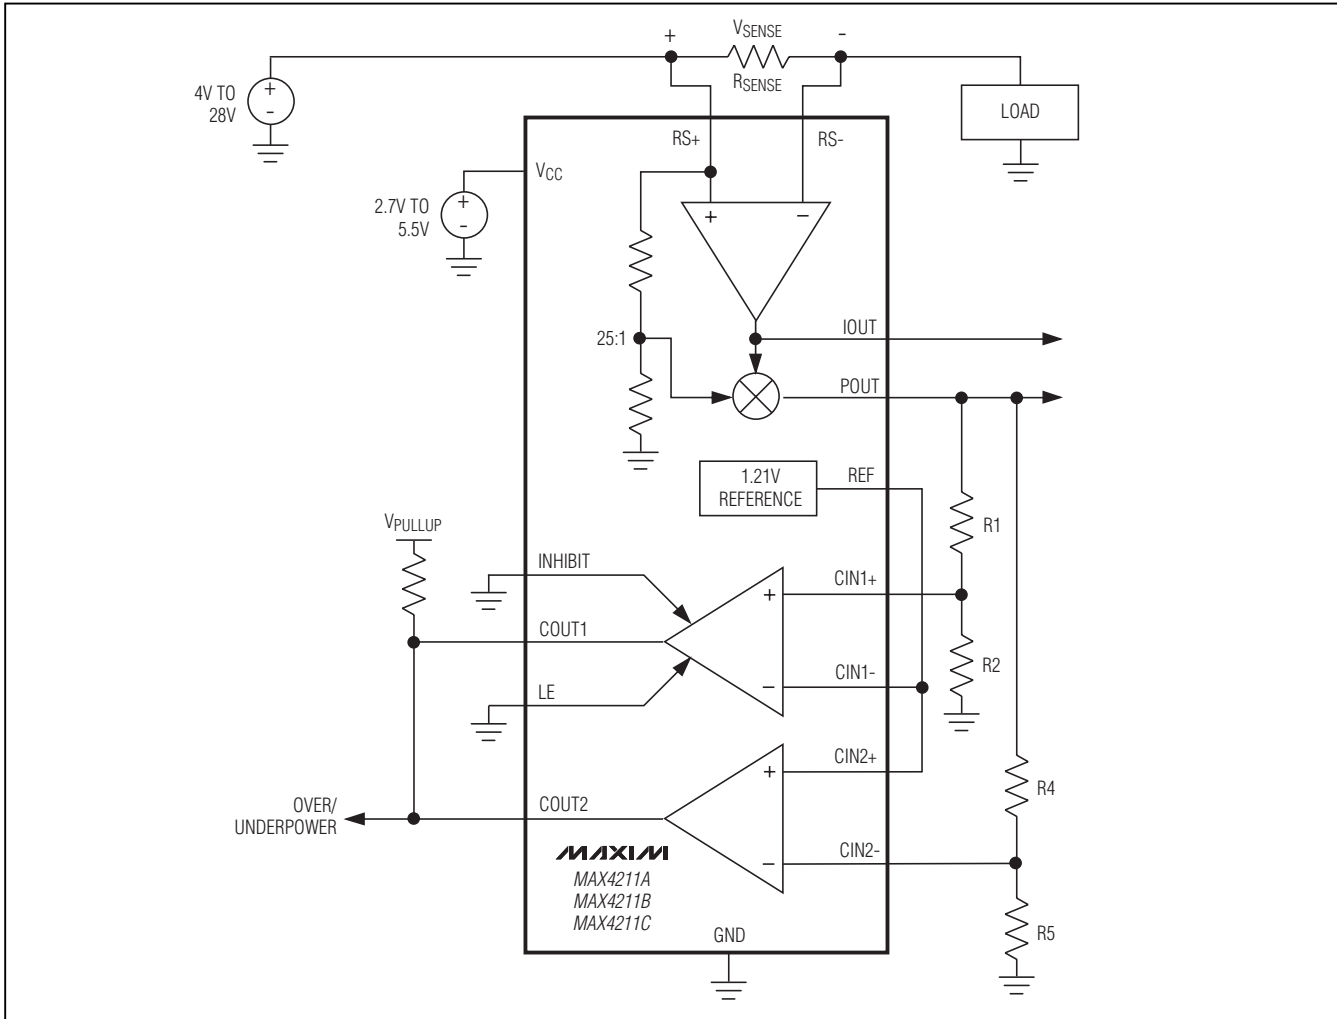 + VSENSE -
RSENSE
4V TO
28V
+
-
LOAD
RS+
RS-
VCC
2.7V TO
5.5V
+
-
+ −
25:1
IOUT
POUT
1.21V
REFERENCE
REF
R1
VPULLUP
INHIBIT
CIN1+
+
COUT1
R2
CIN1-
−
LE
CIN2+
+
R4
OVER/
UNDERPOWER
COUT2
CIN2-
−
MAXIM
MAX4211A
MAX4211B
MAX4211C
R5
GND